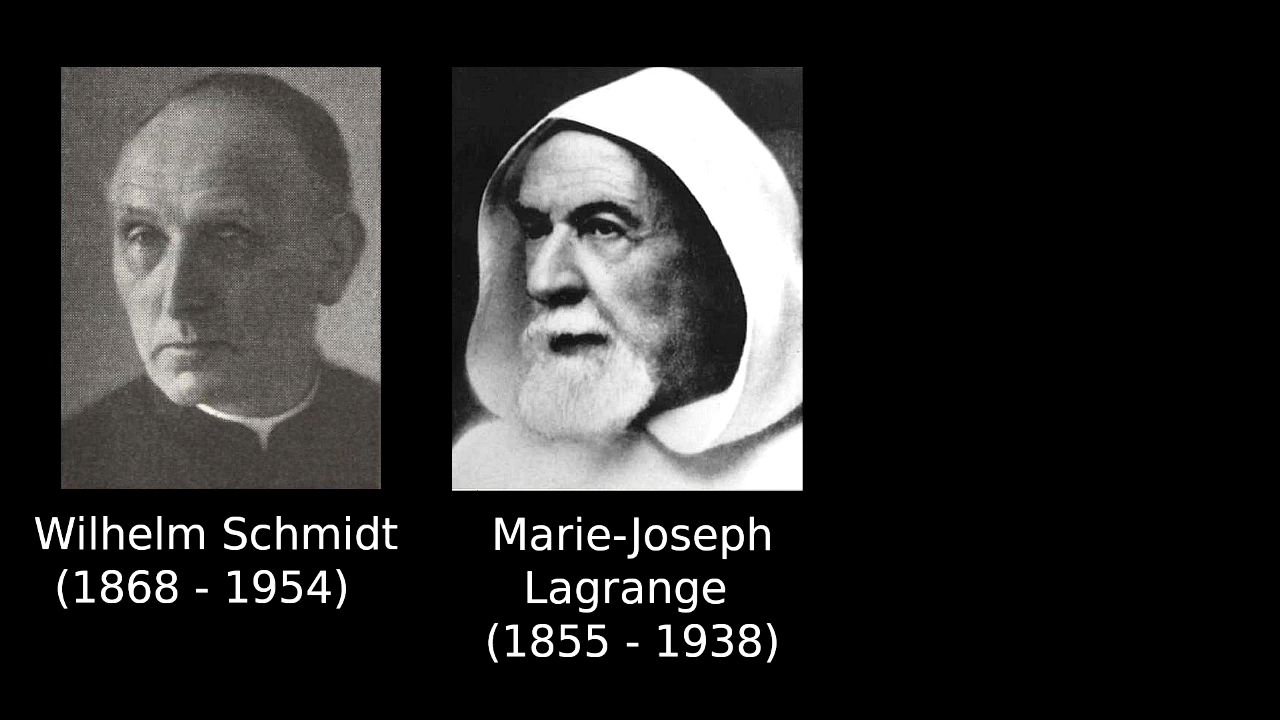 Wilhelm Schmidt
(1868 - 1954)
Marie-Joseph
Lagrange
(1855 - 1938)